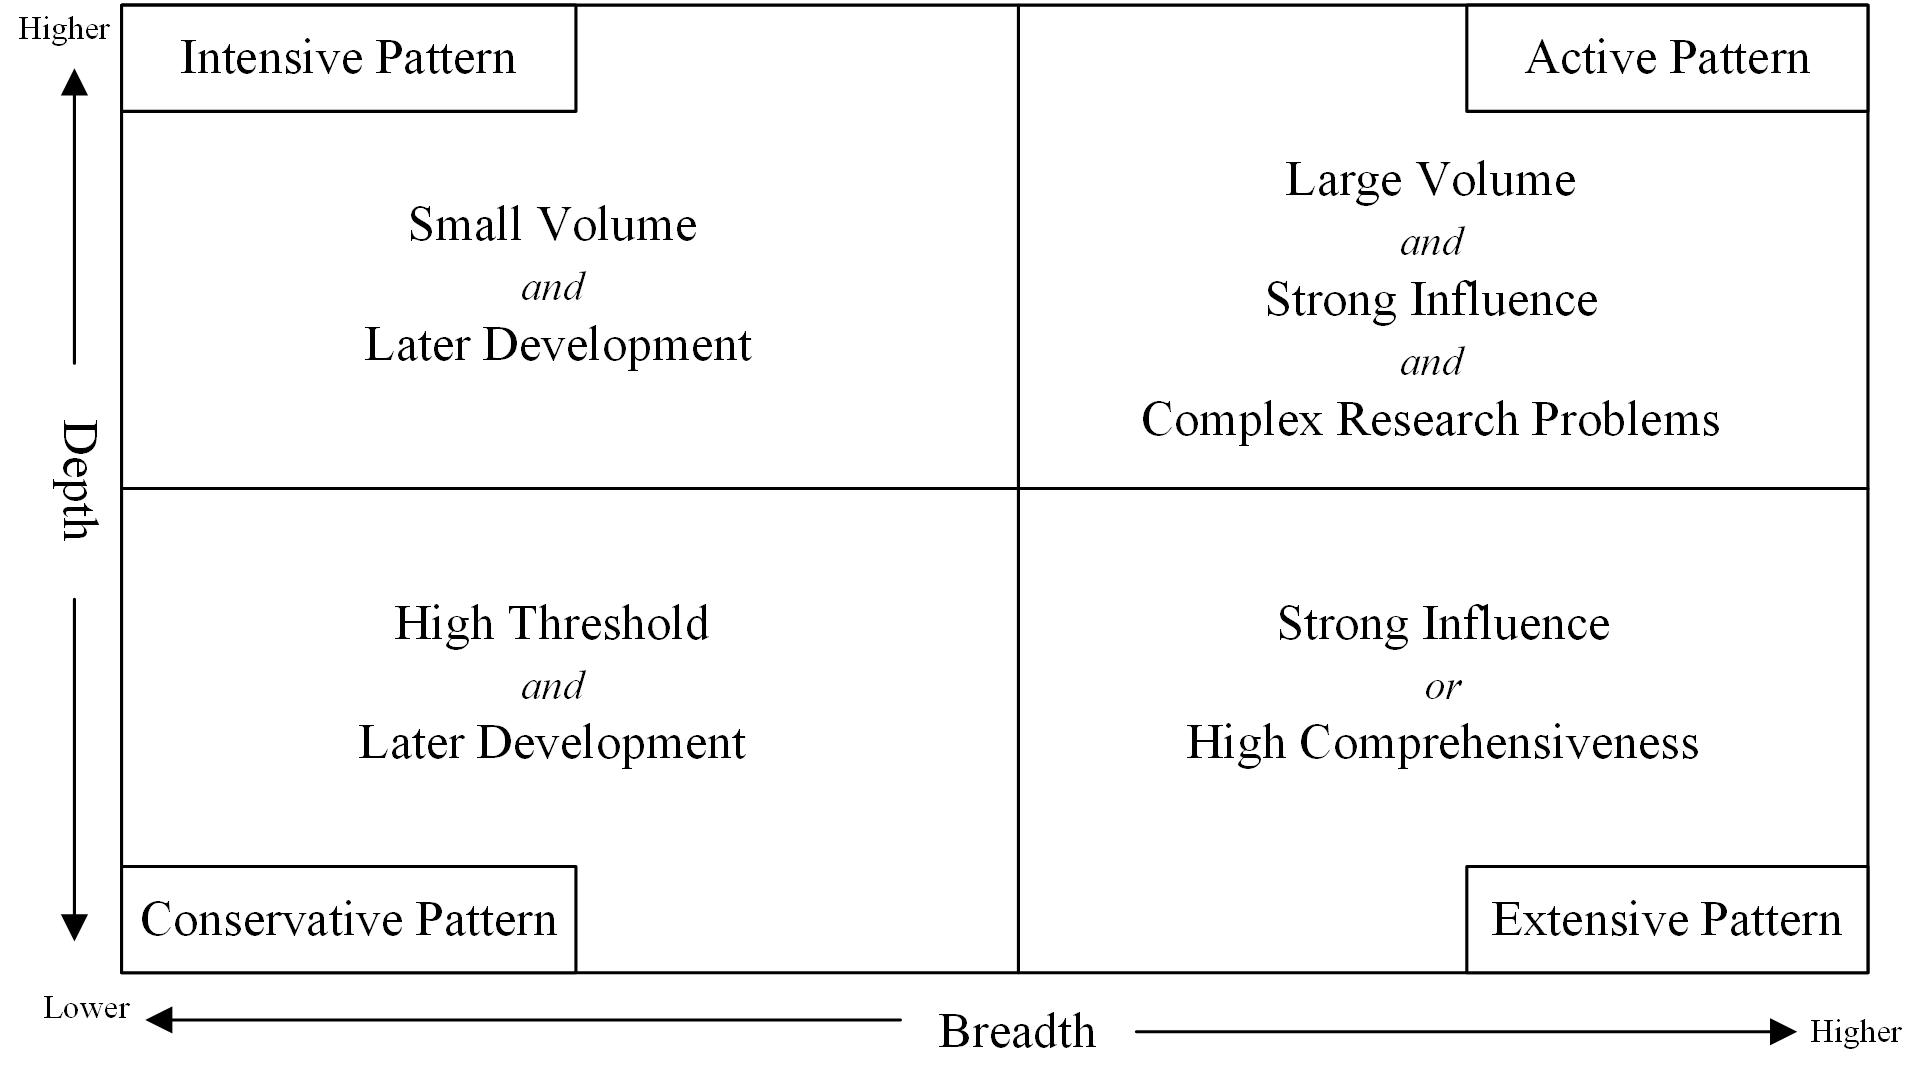 Higher
Intensive Pattern
Active Pattern
Small Volume
and
Later Development
Large Volume
and
Strong Influence
and
Complex Research Problems
Depth
High Threshold
and
Later Development
Strong Influence
or
High Comprehensiveness
Conservative Pattern
Extensive Pattern
Lower
Breadth
Higher